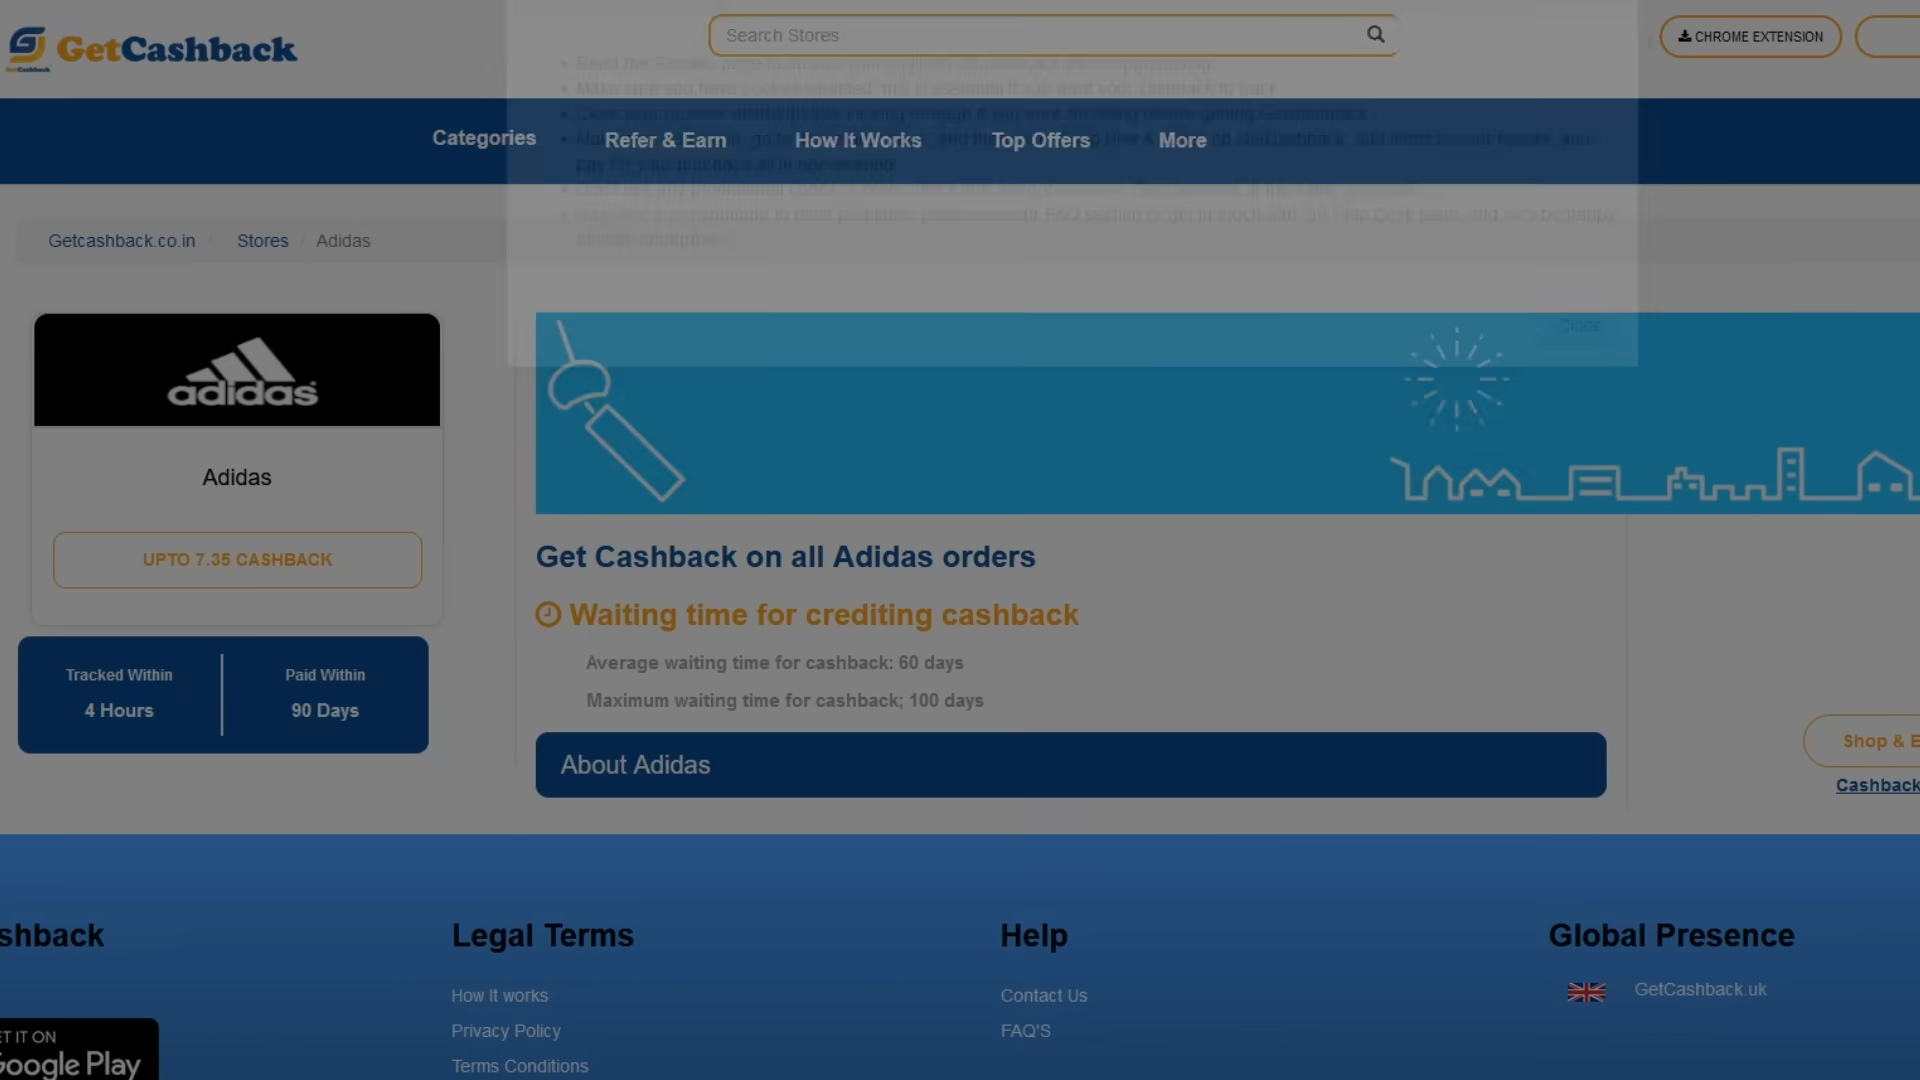 GetCashback
GetCashback
Search Stores
CHROME EXTENSION
Categories
Refer & Earn
How It Works
Top Offers
More
Getcashback.co.in / Stores / Adidas
adidas
Adidas
UPTO 7.35 CASHBACK
Tracked Within
4 Hours
Paid Within
90 Days
Get Cashback on all Adidas orders
Waiting time for crediting cashback
Average waiting time for cashback: 60 days
Maximum waiting time for cashback; 100 days
About Adidas
Shop & E
Cashback
shback
ET IT ON
Google Play
Legal Terms
How It works
Privacy Policy
Terms Conditions
Help
Contact Us
FAQ'S
Global Presence
GetCashback.uk